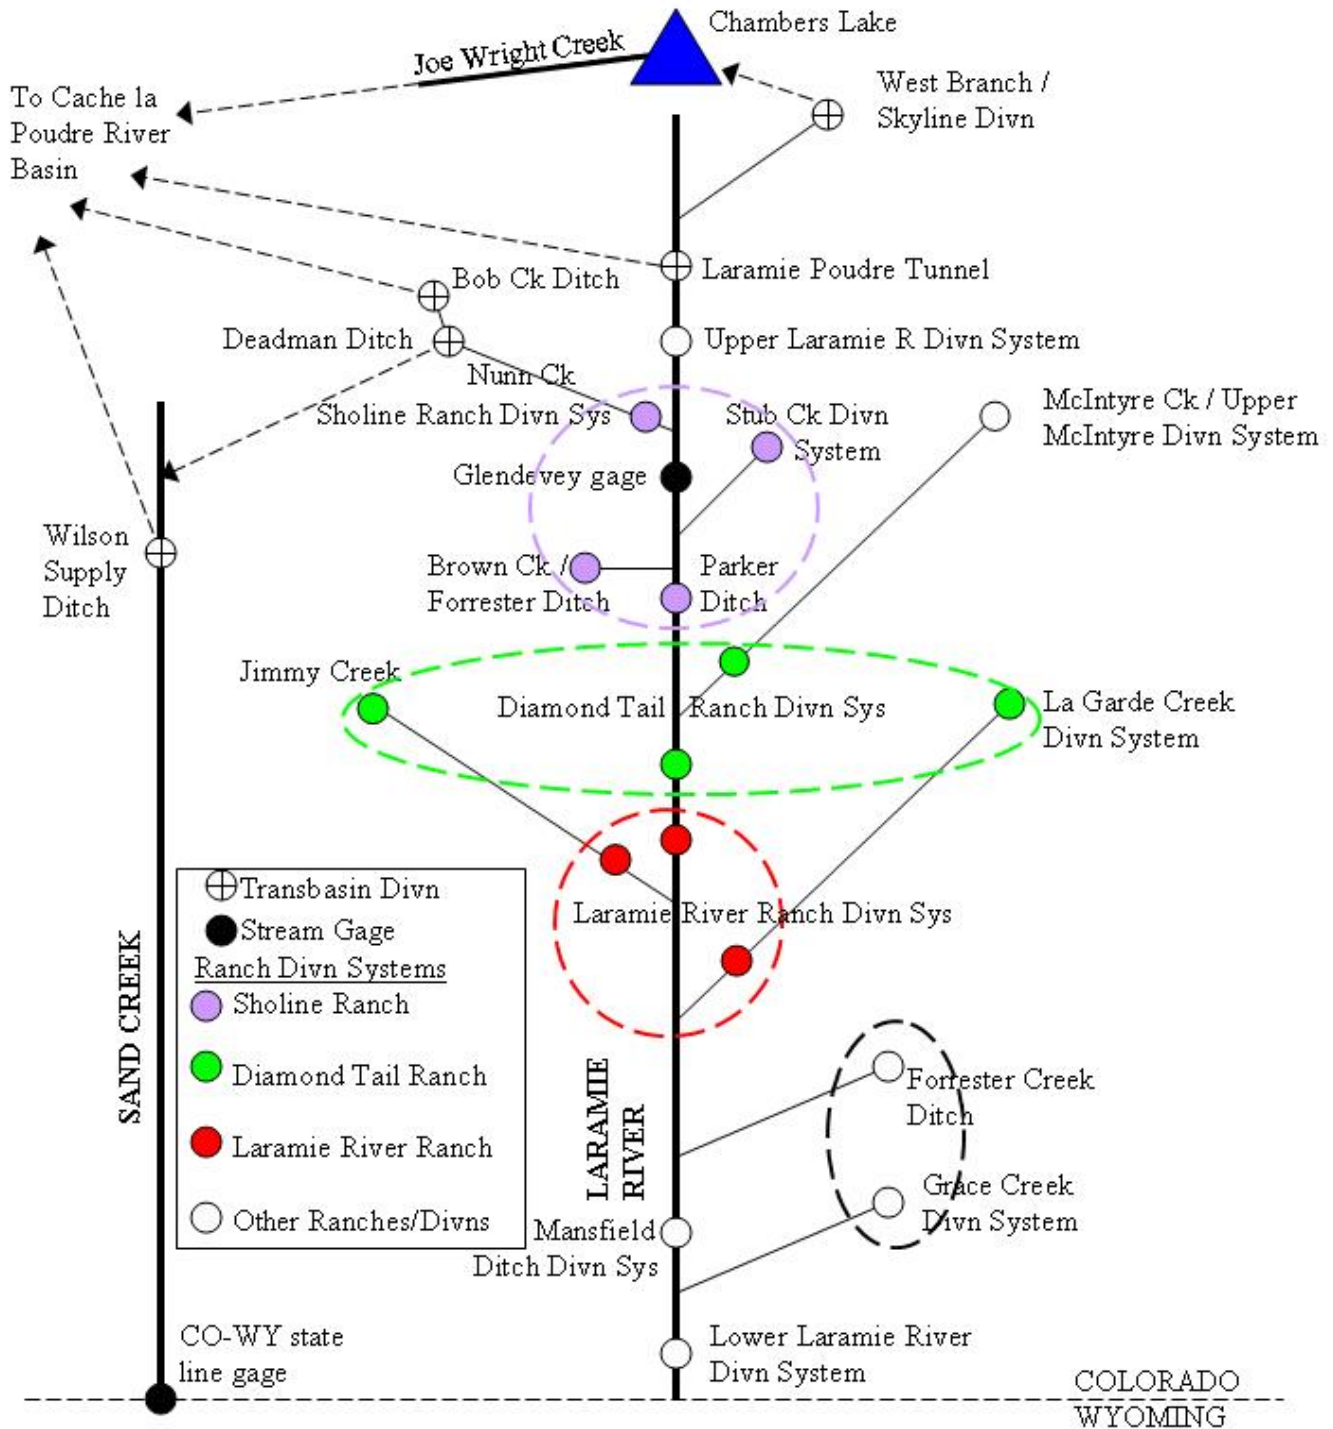 Chambers Lake
Joe Wright Creek
West Branch /
Skyline Divn
To Cache la
Poudre River
Basin
Laramie Poudre Tunnel
Bob Ck Ditch
Deadman Ditch
Upper Laramie R Divn System
Nunn Ck
Sholine Ranch Divn Sys
Stub Ck Divn
System
McIntyre Ck / Upper
McIntyre Divn System
Glendevey gage
Wilson
Supply
Ditch
Brown Ck /
Forrester Ditch
Parker
Ditch
Jimmy Creek
Diamond Tail Ranch Divn Sys
La Garde Creek
Divn System
Transbasin Divn
Stream Gage
Ranch Divn Systems
Sholine Ranch
Diamond Tail Ranch
Laramie River Ranch
Other Ranches/Divns
Laramie River Ranch Divn Sys
SAND CREEK
LARAMIE
RIVER
Forrester Creek
Ditch
Grace Creek
Divn System
Mansfield
Ditch Divn Sys
CO-WY state
line gage
Lower Laramie River
Divn System
COLORADO
WYOMING